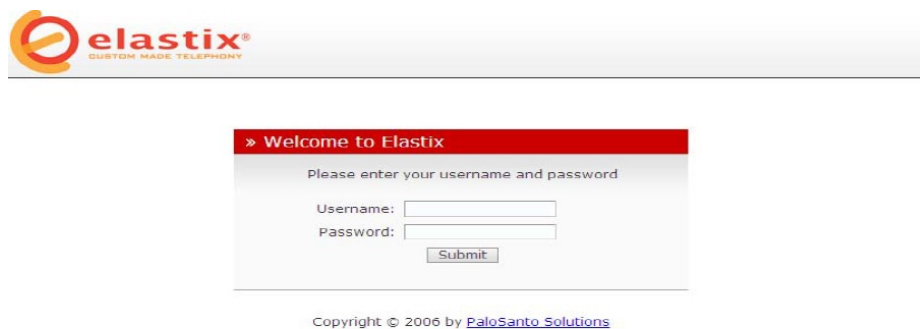 elastix®
CUSTOM MADE TELEPHONY
» Welcome to Elastix
Please enter your username and password
Username:
Password:
Submit
Copyright © 2006 by PaloSanto Solutions